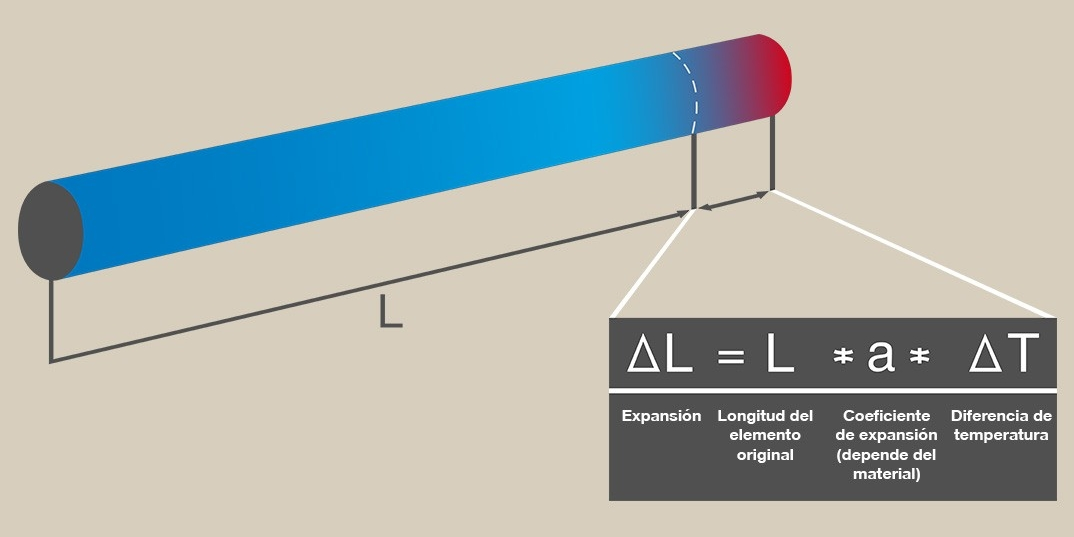 L
ΔL = L * a * ΔT
Expansión
Longitud del
elemento
original
Coeficiente
de expansión
(depende del
material)
Diferencia de
temperatura